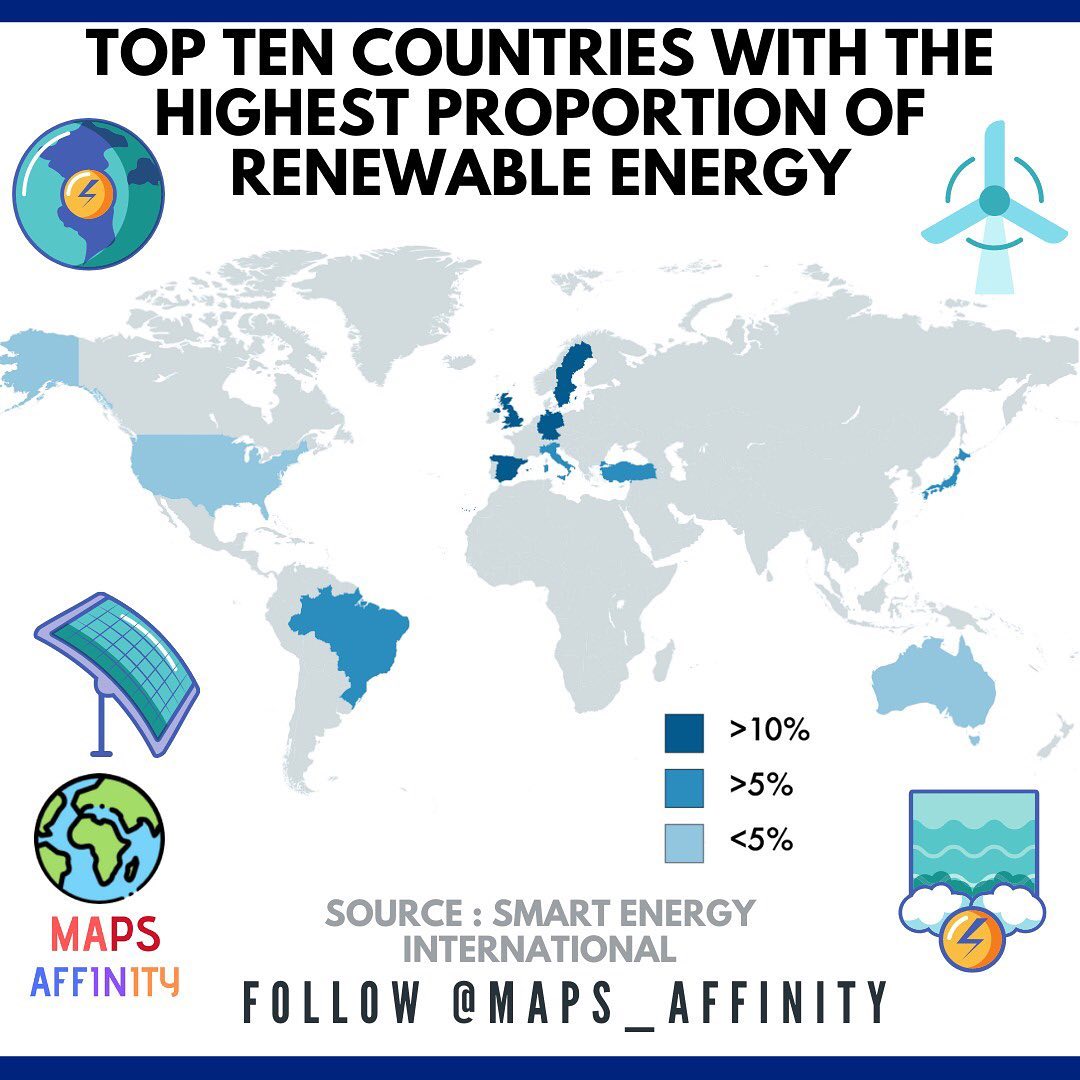 TOP TEN COUNTRIES WITH THE
HIGHEST PROPORTION OF
RENEWABLE ENERGY
>10%
>5%
<5%
SOURCE : SMART ENERGY
INTERNATIONAL
MAPS
AFFINITY
FOLLOW @MAPS_AFFINITY